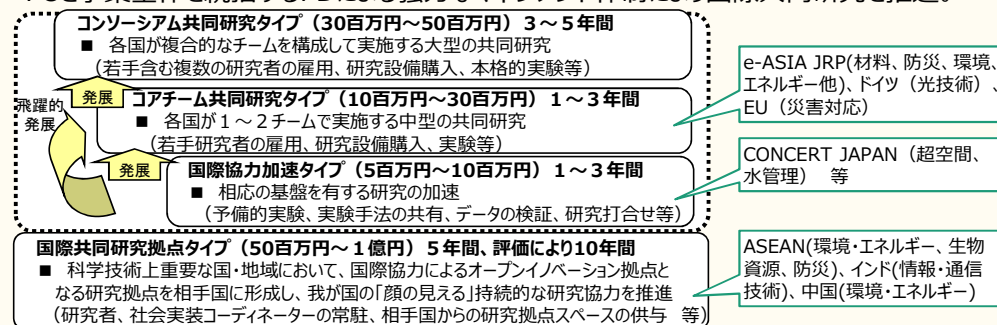 コンソーシアム共同研究タイプ（30百万円～50百万円）３～５年間
■ 各国が複合的なチームを構成して実施する大型の共同研究
（若手含む複数の研究者の雇用、研究設備購入、本格的実験等）
発展
飛躍的
発展
コアチーム共同研究タイプ（10百万円～30百万円）１～３年間
■ 各国が１～２チームで実施する中型の共同研究
（若手研究者の雇用、研究設備購入、実験等）
発展
国際協力加速タイプ（5百万円～10百万円）１～３年間
■ 相応の基盤を有する研究の加速
（予備的実験、実験手法の共有、データの検証、研究打合せ等）
国際共同研究拠点タイプ（50百万円～１億円）５年間、評価により10年間
■ 科学技術上重要な国・地域において、国際協力によるオープンイノベーション拠点と
なる研究拠点を相手国に形成し、我が国の「顔の見える」持続的な研究協力を推進
（研究者、社会実装コーディネーターの常駐、相手国からの研究拠点スペースの供与 等）
e-ASIA JRP(材料、防災、環境、
エネルギー他)、ドイツ（光技術）、
EU（災害対応）
CONCERT JAPAN（超空間、
水管理） 等
ASEAN(環境・エネルギー、生物
資源、防災)、インド(情報・通信
技術)、中国(環境・エネルギー)